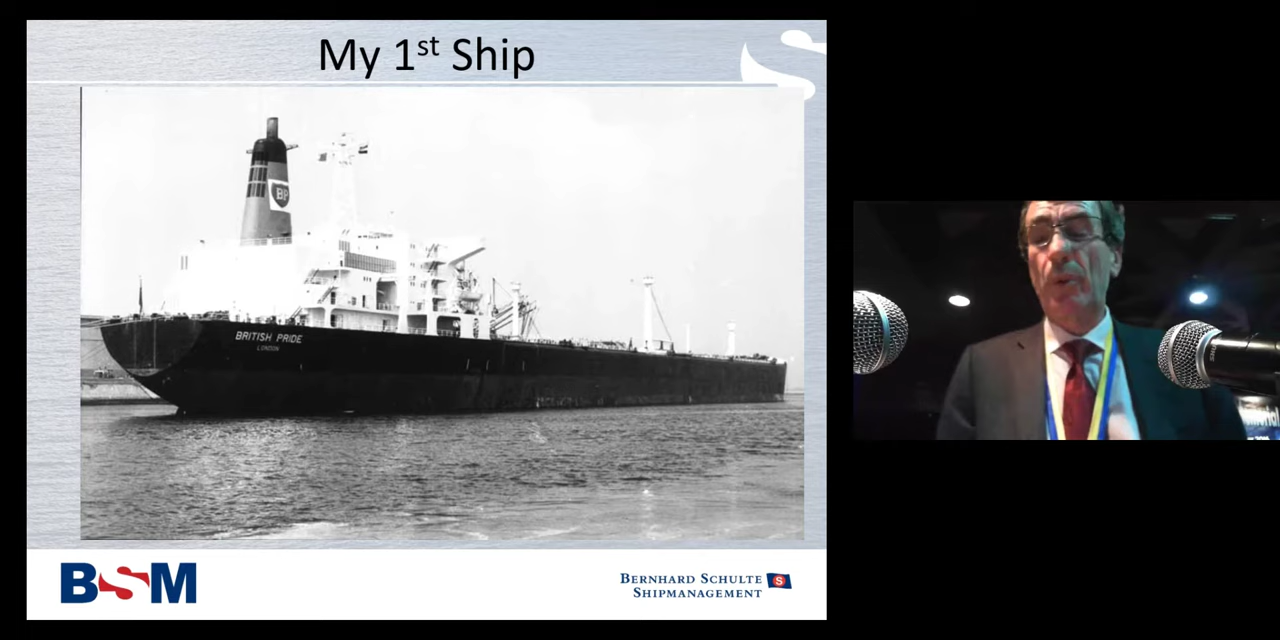 My 1st Ship
BP
BRITISH PRIDE
LONDON
BSM
BERNHARD SCHULTE
S
SHIPMANAGEMENT